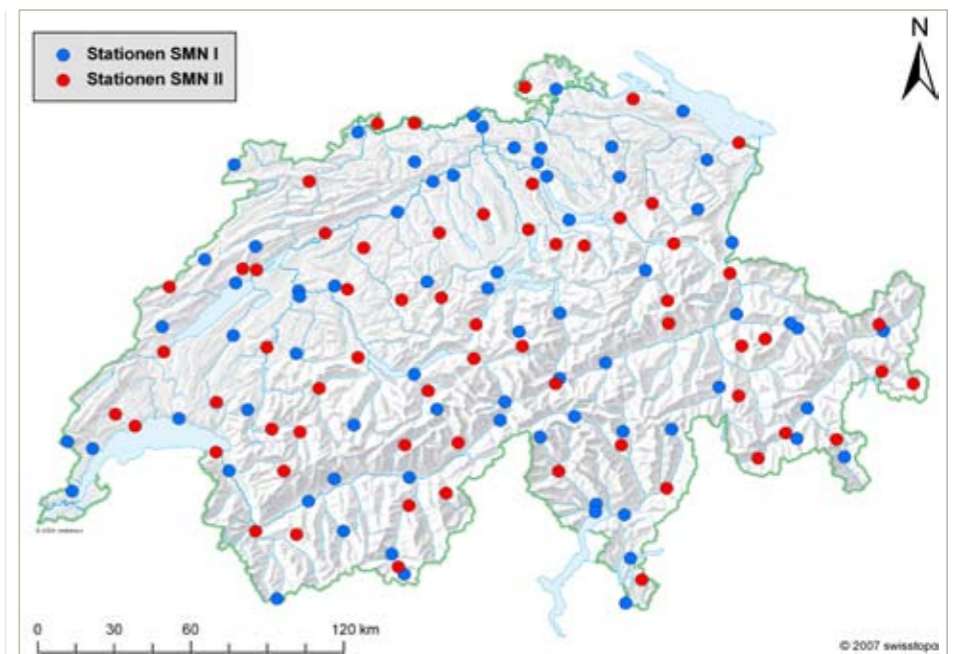 N
Stationen SMN I
Stationen SMN II
0 30 60 120 km
© 2007 swisstopo